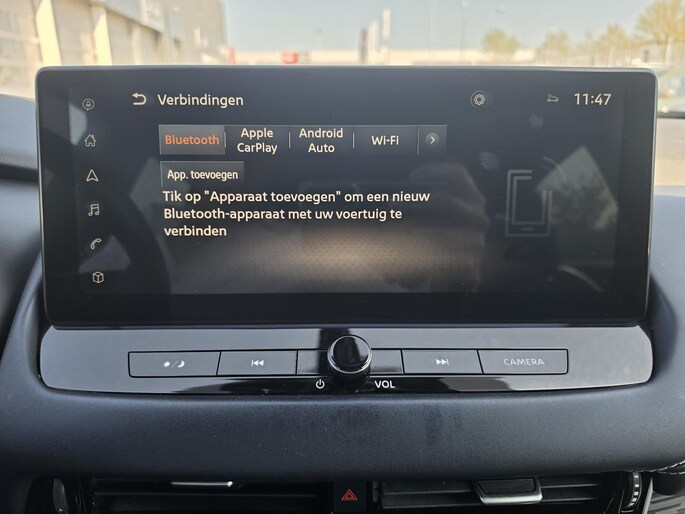 Verbindingen
11:47
Bluetooth
Apple
CarPlay
Android
Auto
Wi-Fi
App. toevoegen
Tik op "Apparaat toevoegen" om een nieuw
Bluetooth-apparaat met uw voertuig te
verbinden
CAMERA
VOL